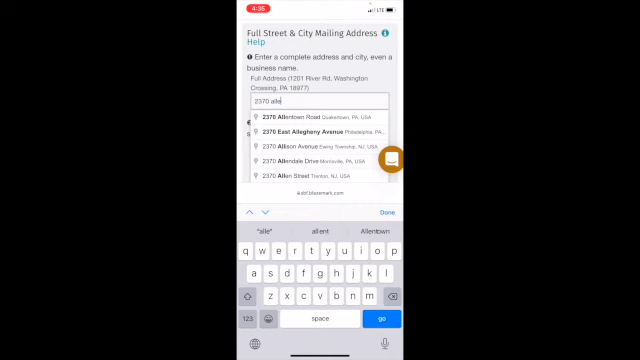 4:35
LTE
Full Street & City Mailing Address
Help
Enter a complete address and city, even a
business name.
Full Address (1201 River Rd, Washington
Crossing, PA 18977)
2370 alle
2370 Allentown Road Quakertown, PA, USA
2370 East Allegheny Avenue Philadelphia, PA...
2370 Allison Avenue Ewing Township, NJ, USA
2370 Allendale Drive Morrisville, PA, USA
2370 Allen Street Trenton, NJ, USA
Done
"alle" allent Allentown
q w e r t y u i o p
a s d f g h j k l
z x c v b n m
123 space go